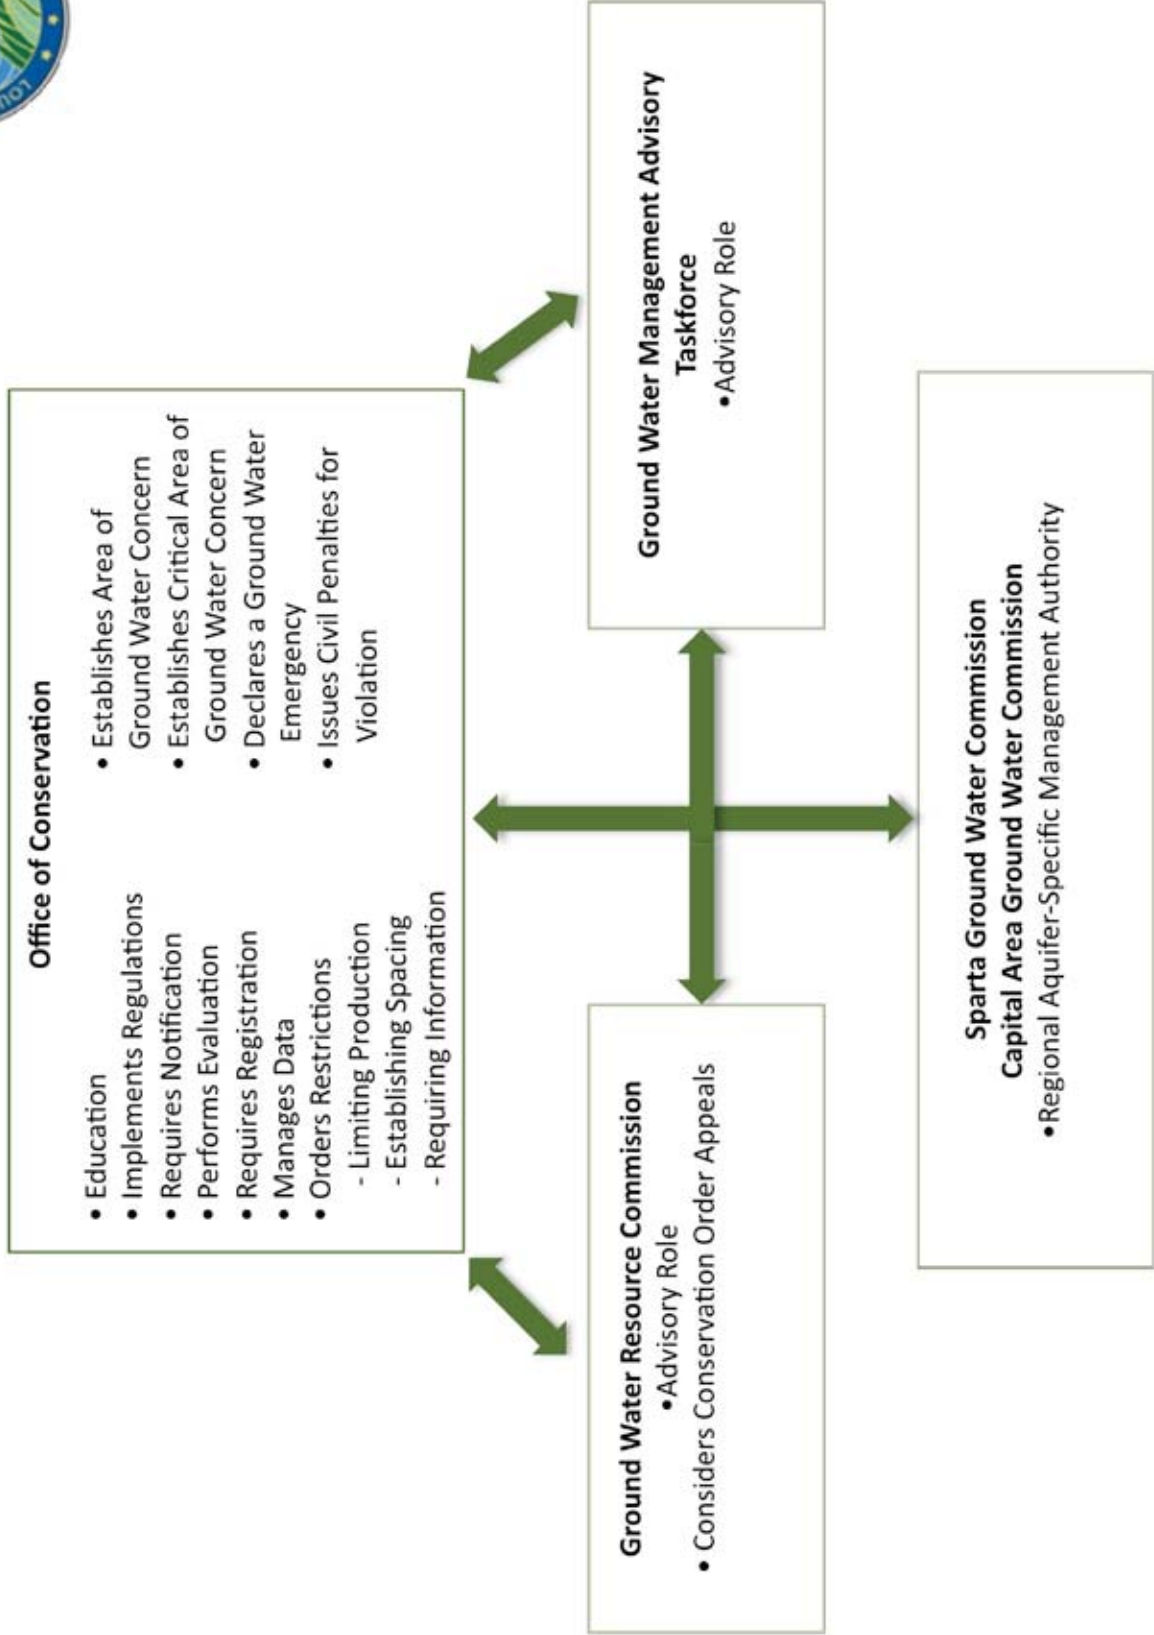 LOU
Office of Conservation
• Education
• Implements Regulations
• Requires Notification
• Performs Evaluation
• Requires Registration
• Manages Data
• Orders Restrictions
- Limiting Production
- Establishing Spacing
- Requiring Information
• Establishes Area of
Ground Water Concern
• Establishes Critical Area of
Ground Water Concern
• Declares a Ground Water
Emergency
• Issues Civil Penalties for
Violation
Ground Water Resource Commission
•Advisory Role
• Considers Conservation Order Appeals
Ground Water Management Advisory
Taskforce
•Advisory Role
Sparta Ground Water Commission
Capital Area Ground Water Commission
•Regional Aquifer-Specific Management Authority